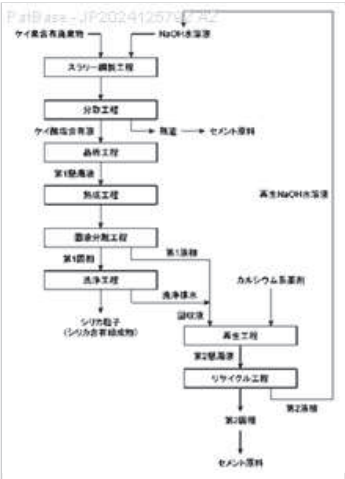 PatBase - JP2024125792 A2
ケイ素含有廃棄物
NaOH水溶液
スラリー調製工程
分取工程
ケイ酸塩含有液
残渣
セメント原料
晶析工程
第1懸濁液
熟成工程
再生NaOH水溶液
固液分離工程
第1固相
第1液相
洗浄工程
カルシウム系薬剤
洗浄排水
シリカ粒子
(シリカ含有組成物)
回収液
再生工程
第2懸濁液
リサイクル工程
第2液相
第2固相
セメント原料